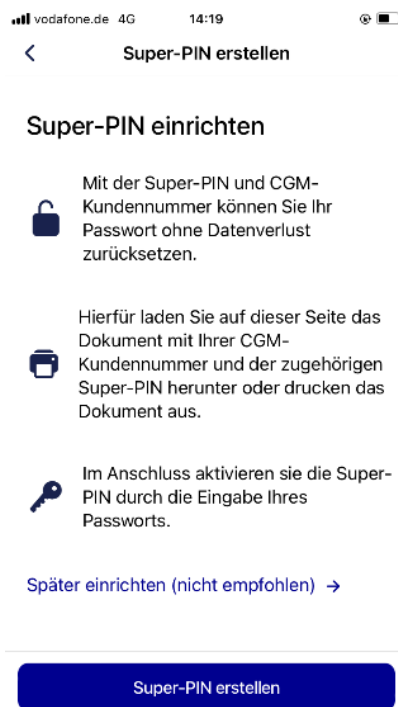 vodafone.de 4G 14:19
Super-PIN erstellen
Super-PIN einrichten
Mit der Super-PIN und CGM-
Kundennummer können Sie Ihr
Passwort ohne Datenverlust
zurücksetzen.
Hierfür laden Sie auf dieser Seite das
Dokument mit Ihrer CGM-
Kundennummer und der zugehörigen
Super-PIN herunter oder drucken das
Dokument aus.
Im Anschluss aktivieren sie die Super-
PIN durch die Eingabe Ihres
Passworts.
Später einrichten (nicht empfohlen) →
Super-PIN erstellen